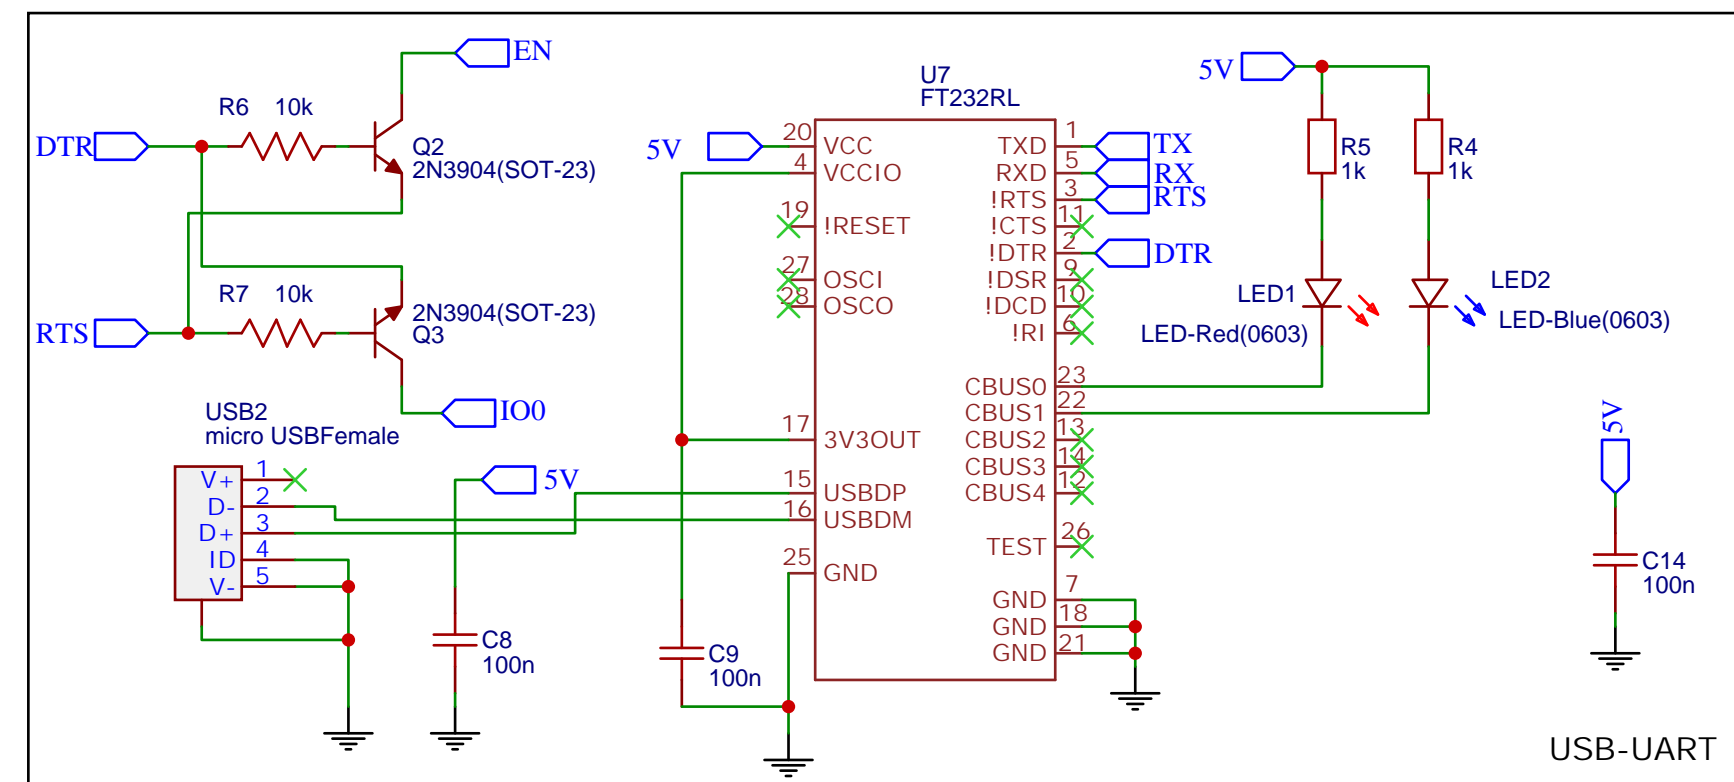 EN
R6 10k
DTR
Q2
2N3904(SOT-23)
R7 10k
2N3904(SOT-23)
Q3
RTS
IO0
USB2
micro USBFemale
V+ 1
D- 2
D+ 3
ID 4
V- 5
5V
C8
100n
C9
100n
U7
FT232RL
5V
20 VCC
4 VCCIO
19 !RESET
27 OSCI
28 OSCO
17 3V3OUT
15 USBDP
16 USBDM
25 GND
TXD 1 TX
RXD 5 RX
!RTS 3 RTS
!CTS 11
!DTR 2 DTR
!DSR 9
!DCD 10
!RI 6
CBUS0 23
CBUS1 22
CBUS2 13
CBUS3 14
CBUS4 12
TEST 26
GND 7
GND 18
GND 21
5V
R5
1k
R4
1k
LED1
LED-Red(0603)
LED2
LED-Blue(0603)
5V
C14
100n
USB-UART